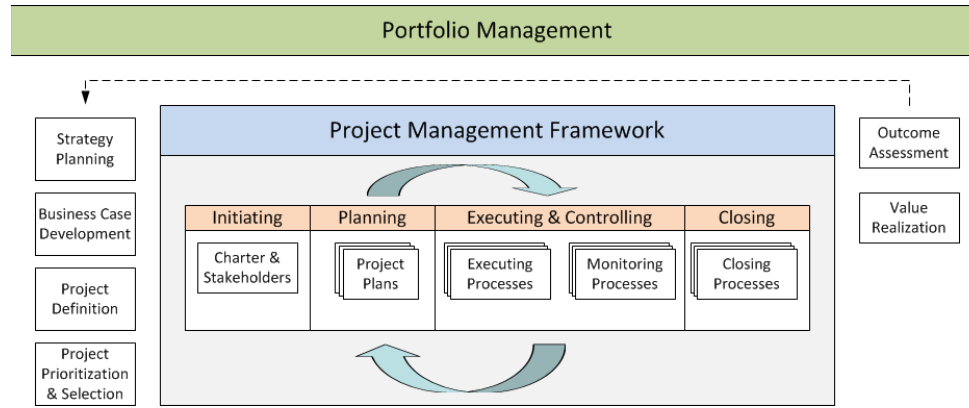 Portfolio Management
Strategy
Planning
Business Case
Development
Project
Definition
Project
Prioritization
& Selection
Project Management Framework
Initiating
Planning
Executing & Controlling
Closing
Charter &
Stakeholders
Project
Plans
Executing
Processes
Monitoring
Processes
Closing
Processes
Outcome
Assessment
Value
Realization